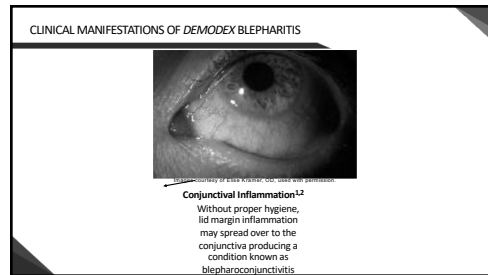 CLINICAL MANIFESTATIONS OF DEMODEX BLEPHARITIS
Images courtesy of Elise Kramer, OD, used with permission.
Conjunctival Inflammation¹,²
Without proper hygiene,
lid margin inflammation
may spread over to the
conjunctiva producing a
condition known as
blepharoconjunctivitis